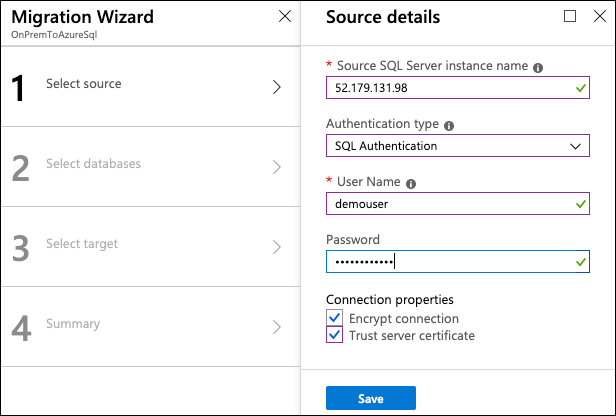 Migration Wizard
OnPremToAzureSql
1 Select source
2 Select databases
3 Select target
4 Summary
Source details
* Source SQL Server instance name
52.179.131.98
Authentication type
SQL Authentication
* User Name
demouser
Password
••••••••••••
Connection properties
Encrypt connection
Trust server certificate
Save